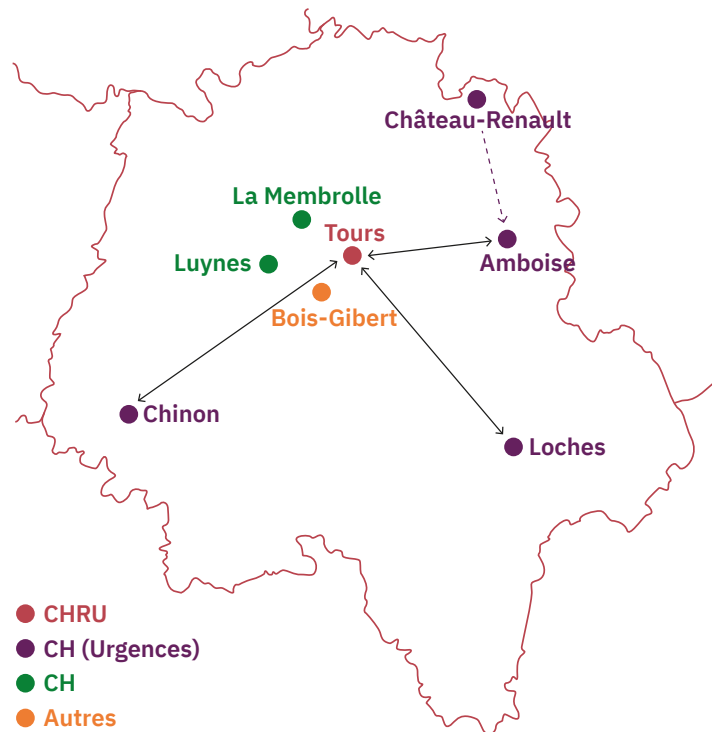 Château-Renault
La Membrolle
Tours
Luynes
Amboise
Bois-Gibert
Chinon
Loches
CHRU
CH (Urgences)
CH
Autres